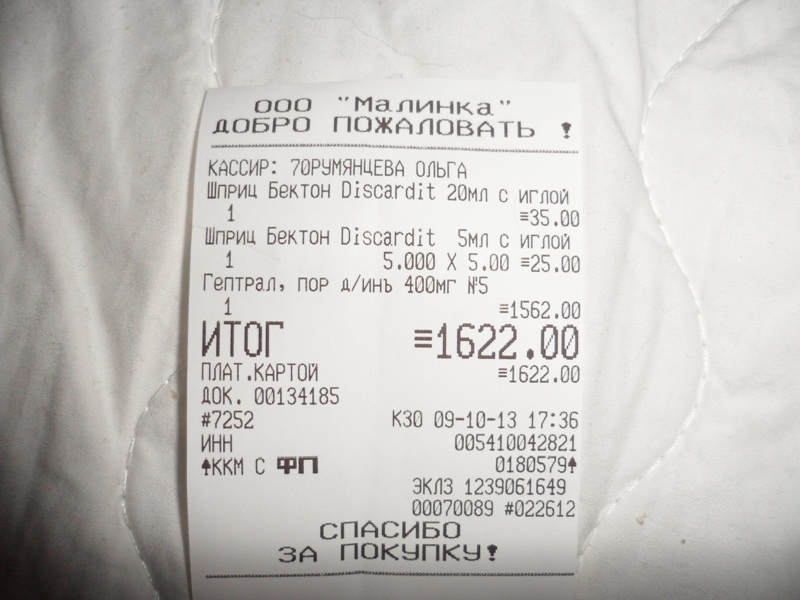 ООО "Малинка"
ДОБРО ПОЖАЛОВАТЬ !
КАССИР: 70РУМЯНЦЕВА ОЛЬГА
Шприц Бектон Discardit 20мл с иглой
1 ≡35.00
Шприц Бектон Discardit 5мл с иглой
1 5.000 X 5.00 ≡25.00
Гептрал, пор д/инъ 400мг №5
1 ≡1562.00
ИТОГ ≡1622.00
ПЛАТ.КАРТОЙ ≡1622.00
ДОК. 00134185
#7252 К30 09-10-13 17:36
ИНН 005410042821
↑ККМ С ФП 0180579↑
ЭКЛЗ 1239061649
00070089 #022612
СПАСИБО
ЗА ПОКУПКУ!